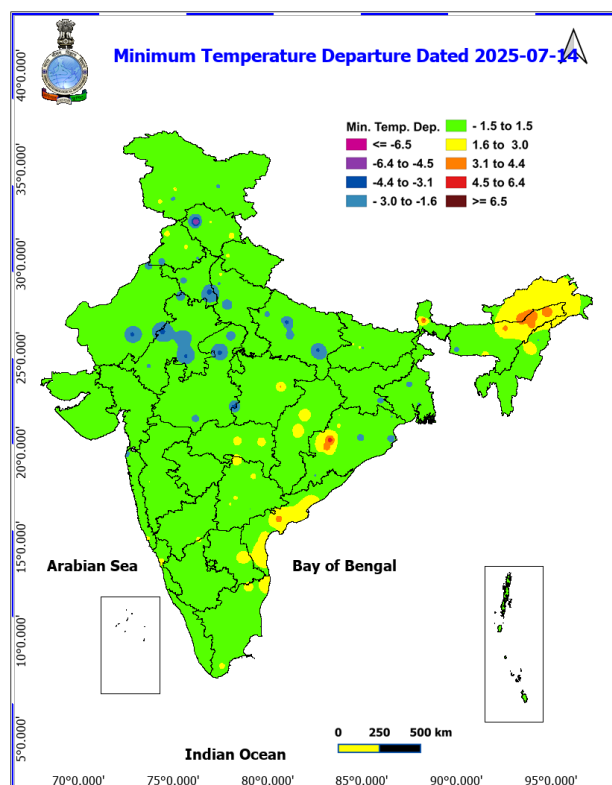 Minimum Temperature Departure Dated 2025-07-14
Min. Temp. Dep.
<= -6.5
-6.4 to -4.5
-4.4 to -3.1
- 3.0 to -1.6
- 1.5 to 1.5
1.6 to 3.0
3.1 to 4.4
4.5 to 6.4
>= 6.5
40°0.000'
35°0.000'
30°0.000'
25°0.000'
20°0.000'
15°0.000'
10°0.000'
5°0.000'
Arabian Sea
Bay of Bengal
Indian Ocean
0 250 500 km
70°0.000' 75°0.000' 80°0.000' 85°0.000' 90°0.000' 95°0.000'